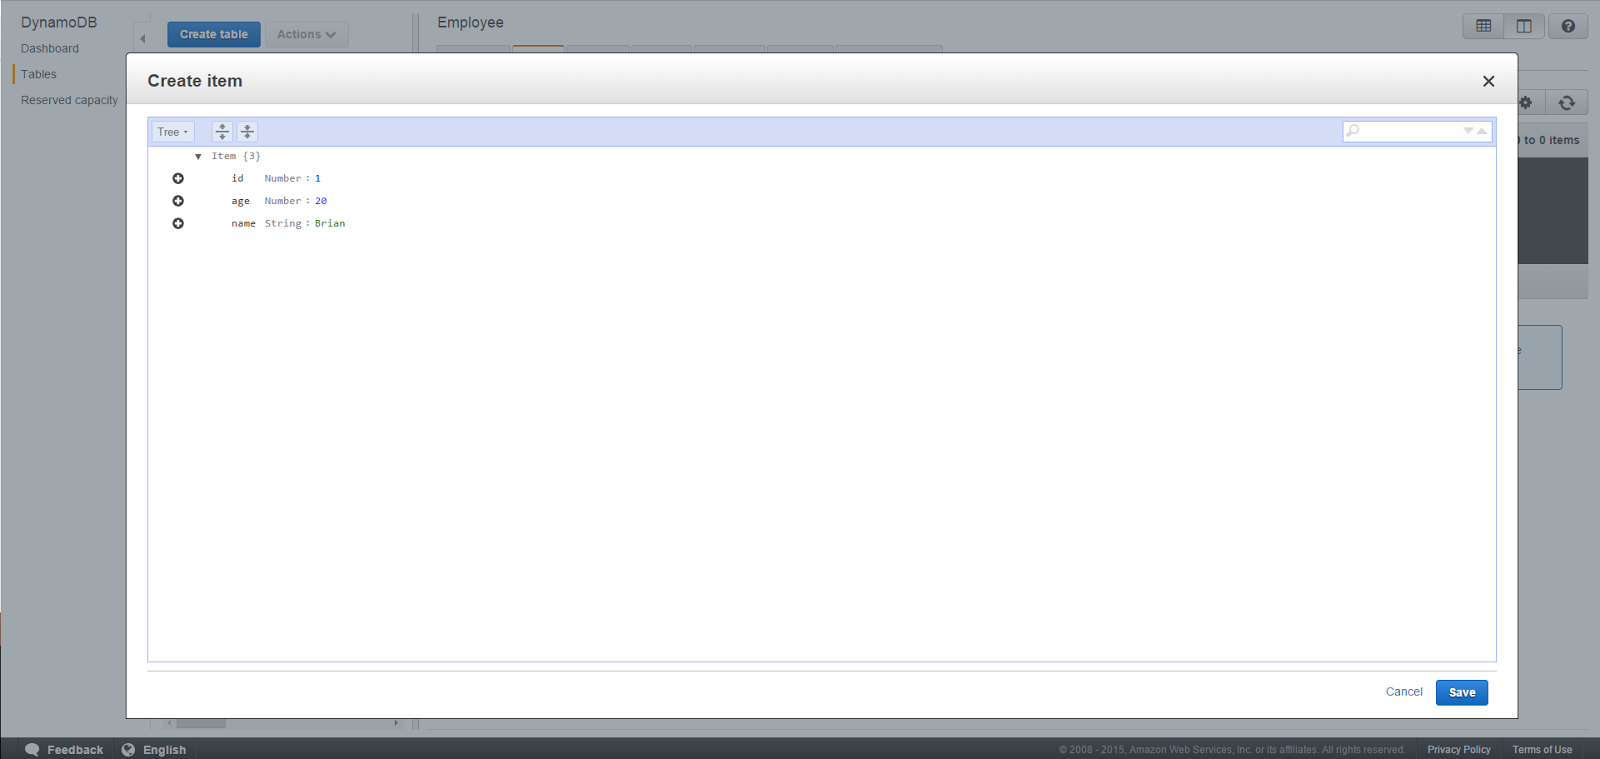 DynamoDB
Dashboard
Tables
Reserved capacity
Create table
Actions
Employee
to 0 items
Create item
Tree
Item {3}
id Number : 1
age Number : 20
name String : Brian
Cancel
Save
Feedback
English
© 2008 - 2015, Amazon Web Services, Inc. or its affiliates. All rights reserved.
Privacy Policy
Terms of Use